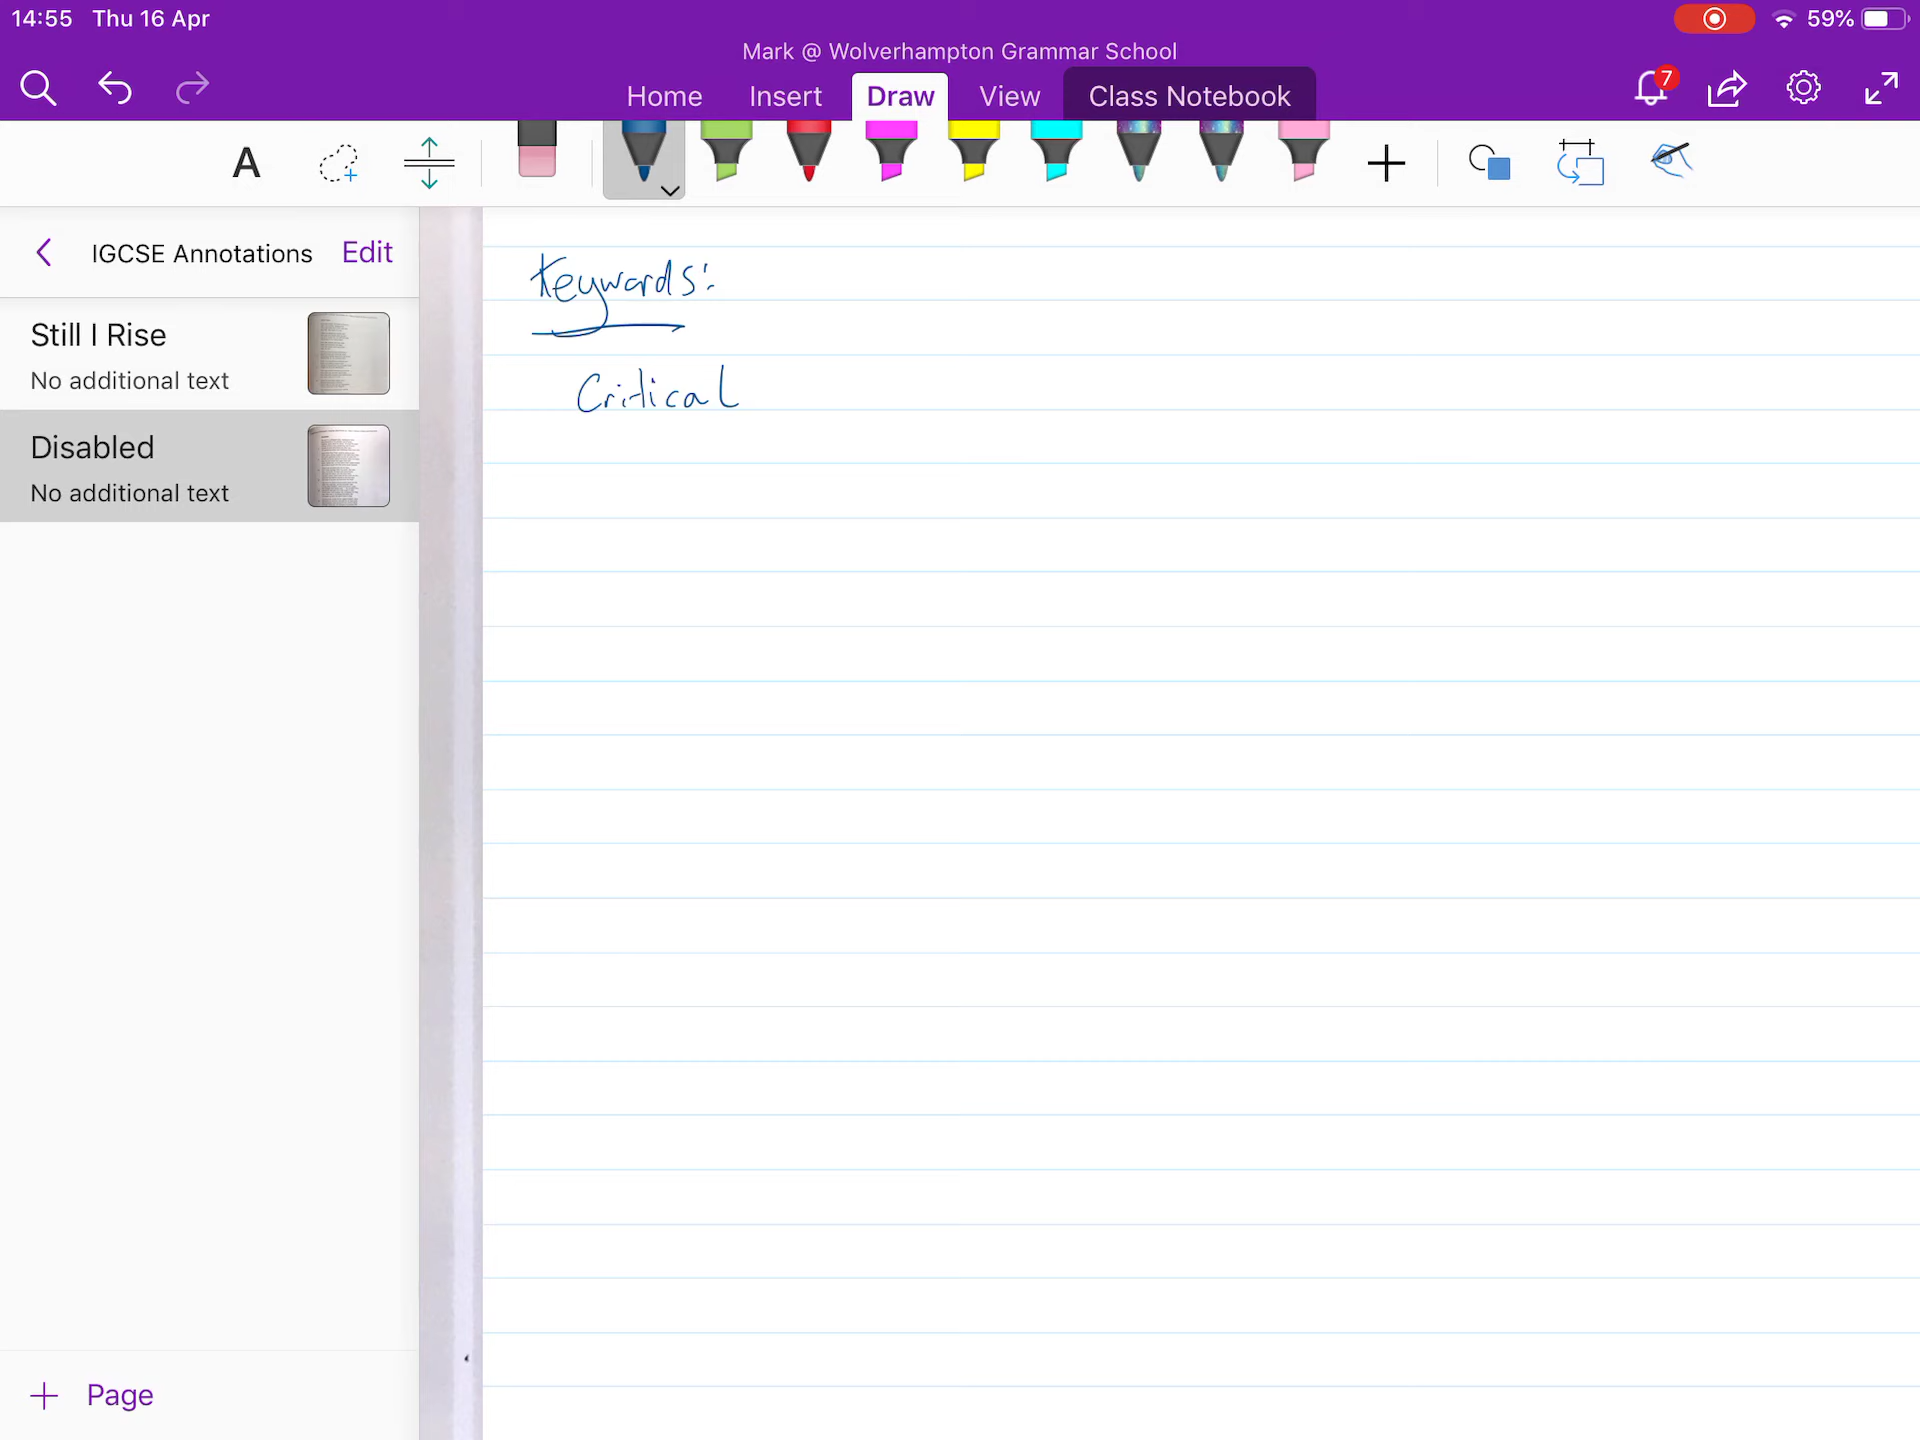 14:55 Thu 16 Apr
59%
Mark @ Wolverhampton Grammar School
Home Insert Draw View Class Notebook
7
A
IGCSE Annotations Edit
Still I Rise
No additional text
Disabled
No additional text
Page
Keywords:
Critical